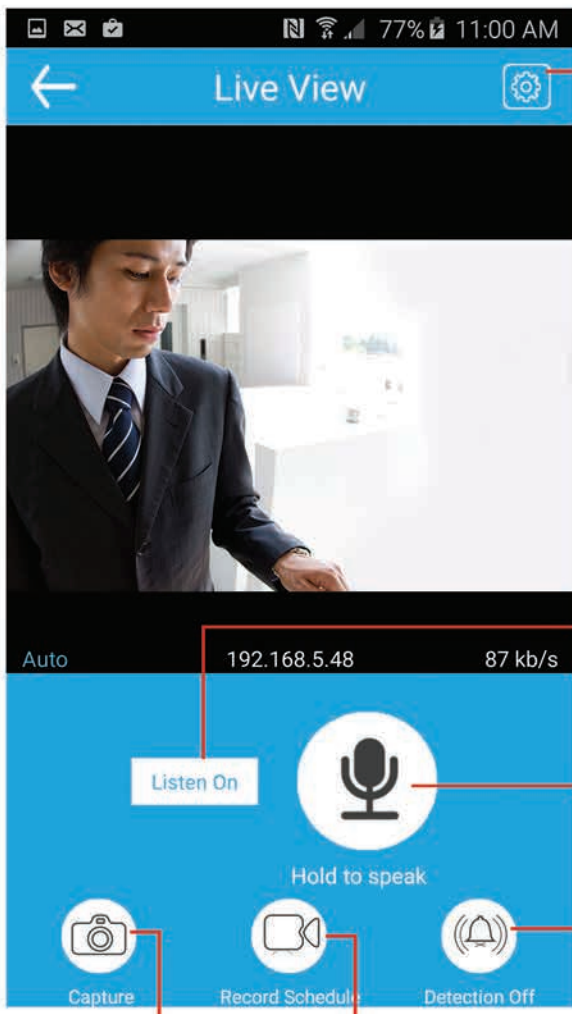 77% 11:00 AM
Live View
Auto 192.168.5.48 87 kb/s
Listen On
Hold to speak
Capture Record Schedule Detection Off